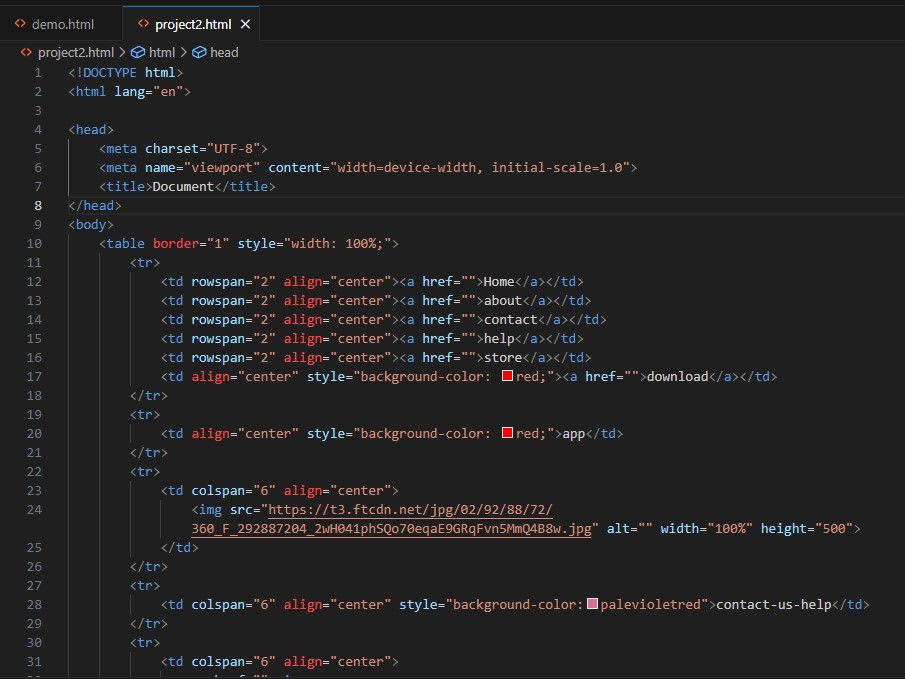 demo.html project2.html
project2.html > html > head
1 <!DOCTYPE html>
2 <html lang="en">
3
4 <head>
5 <meta charset="UTF-8">
6 <meta name="viewport" content="width=device-width, initial-scale=1.0">
7 <title>Document</title>
8 </head>
9 <body>
10 <table border="1" style="width: 100%;">
11 <tr>
12 <td rowspan="2" align="center"><a href="">Home</a></td>
13 <td rowspan="2" align="center"><a href="">about</a></td>
14 <td rowspan="2" align="center"><a href="">contact</a></td>
15 <td rowspan="2" align="center"><a href="">help</a></td>
16 <td rowspan="2" align="center"><a href="">store</a></td>
17 <td align="center" style="background-color: red;"><a href="">download</a></td>
18 </tr>
19 <tr>
20 <td align="center" style="background-color: red;">app</td>
21 </tr>
22 <tr>
23 <td colspan="6" align="center">
24 <img src="https://t3.ftcdn.net/jpg/02/92/88/72/
360_F_292887204_2wH041phSQo70eqaE9GRqFvn5MmQ4B8w.jpg" alt="" width="100%" height="500">
25 </td>
26 </tr>
27 <tr>
28 <td colspan="6" align="center" style="background-color:palevioletred">contact-us-help</td>
29 </tr>
30 <tr>
31 <td colspan="6" align="center">